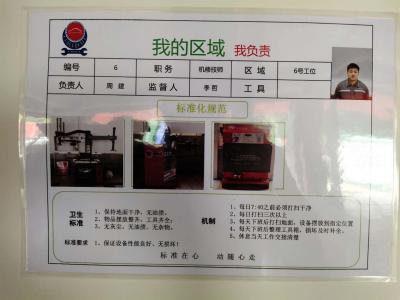 我的区域 我负责
编号 6 职务 机修技师 区域 6号工位
负责人 周建 监督人 李哲 工具
标准化规范
卫生标准
1、保持地面干净，无油渍。
2、物品摆放整齐，工具齐全；
3、无灰尘、无油渍、无杂物。
标准要求 1、保证设备性能良好、无损坏！
机制
1、每日7:40之前必须打扫干净
2、每日打扫三次以上
3、每天下班后打扫地面，设备摆放到指定位置
4、每天下班后整理工具箱，损坏及时补全。
5、休息当天工作交接清楚
标准在心 动随心走